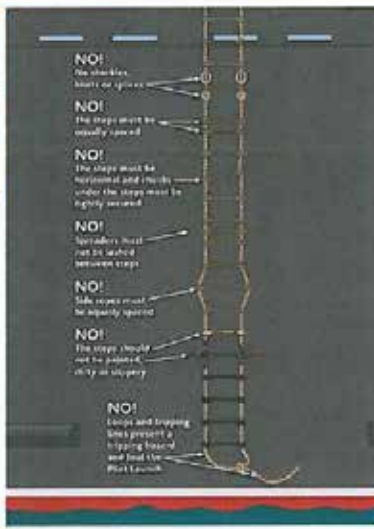 NO!
No shackles,
knots or splices
NO!
The steps must be
equally spaced
NO!
The steps must be
horizontal and chocks
under the steps must be
tightly secured
NO!
Spreaders must
not be lashed
between steps
NO!
Side ropes must
be equally spaced
NO!
The steps should
not be painted,
dirty or slippery
NO!
Loops and tripping
lines present a
tripping hazard
and foul the
Pilot Launch